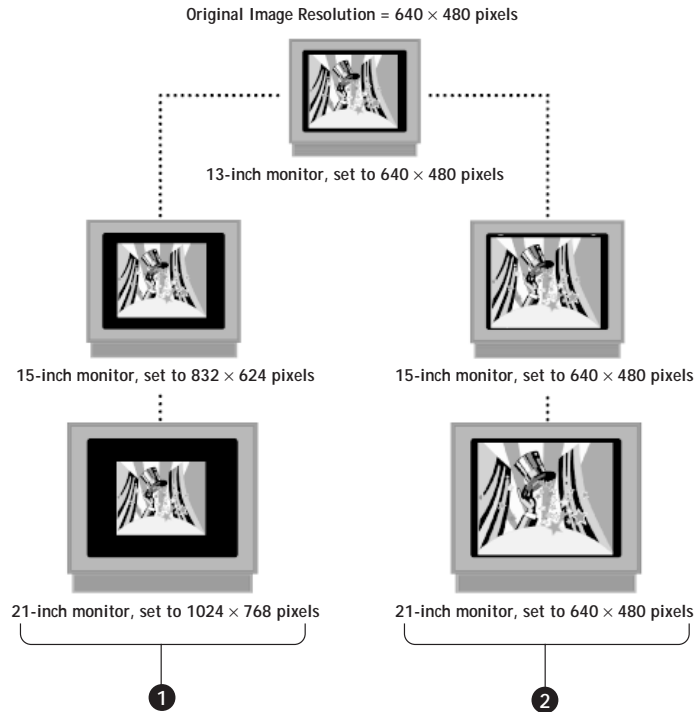 Original Image Resolution = 640 × 480 pixels
13-inch monitor, set to 640 × 480 pixels
15-inch monitor, set to 832 × 624 pixels
15-inch monitor, set to 640 × 480 pixels
21-inch monitor, set to 1024 × 768 pixels
21-inch monitor, set to 640 × 480 pixels
1
2